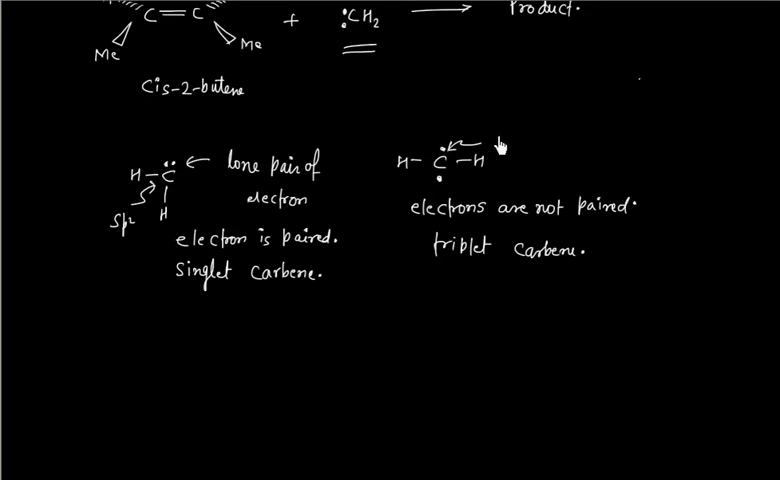 C = C + :CH2 → Product.
Me Me
Cis-2-butene
H - C̈ ← lone pair of
electron
H
Sp2
electron is paired.
Singlet Carbene.
H - C - H
electrons are not paired.
triplet Carbene.